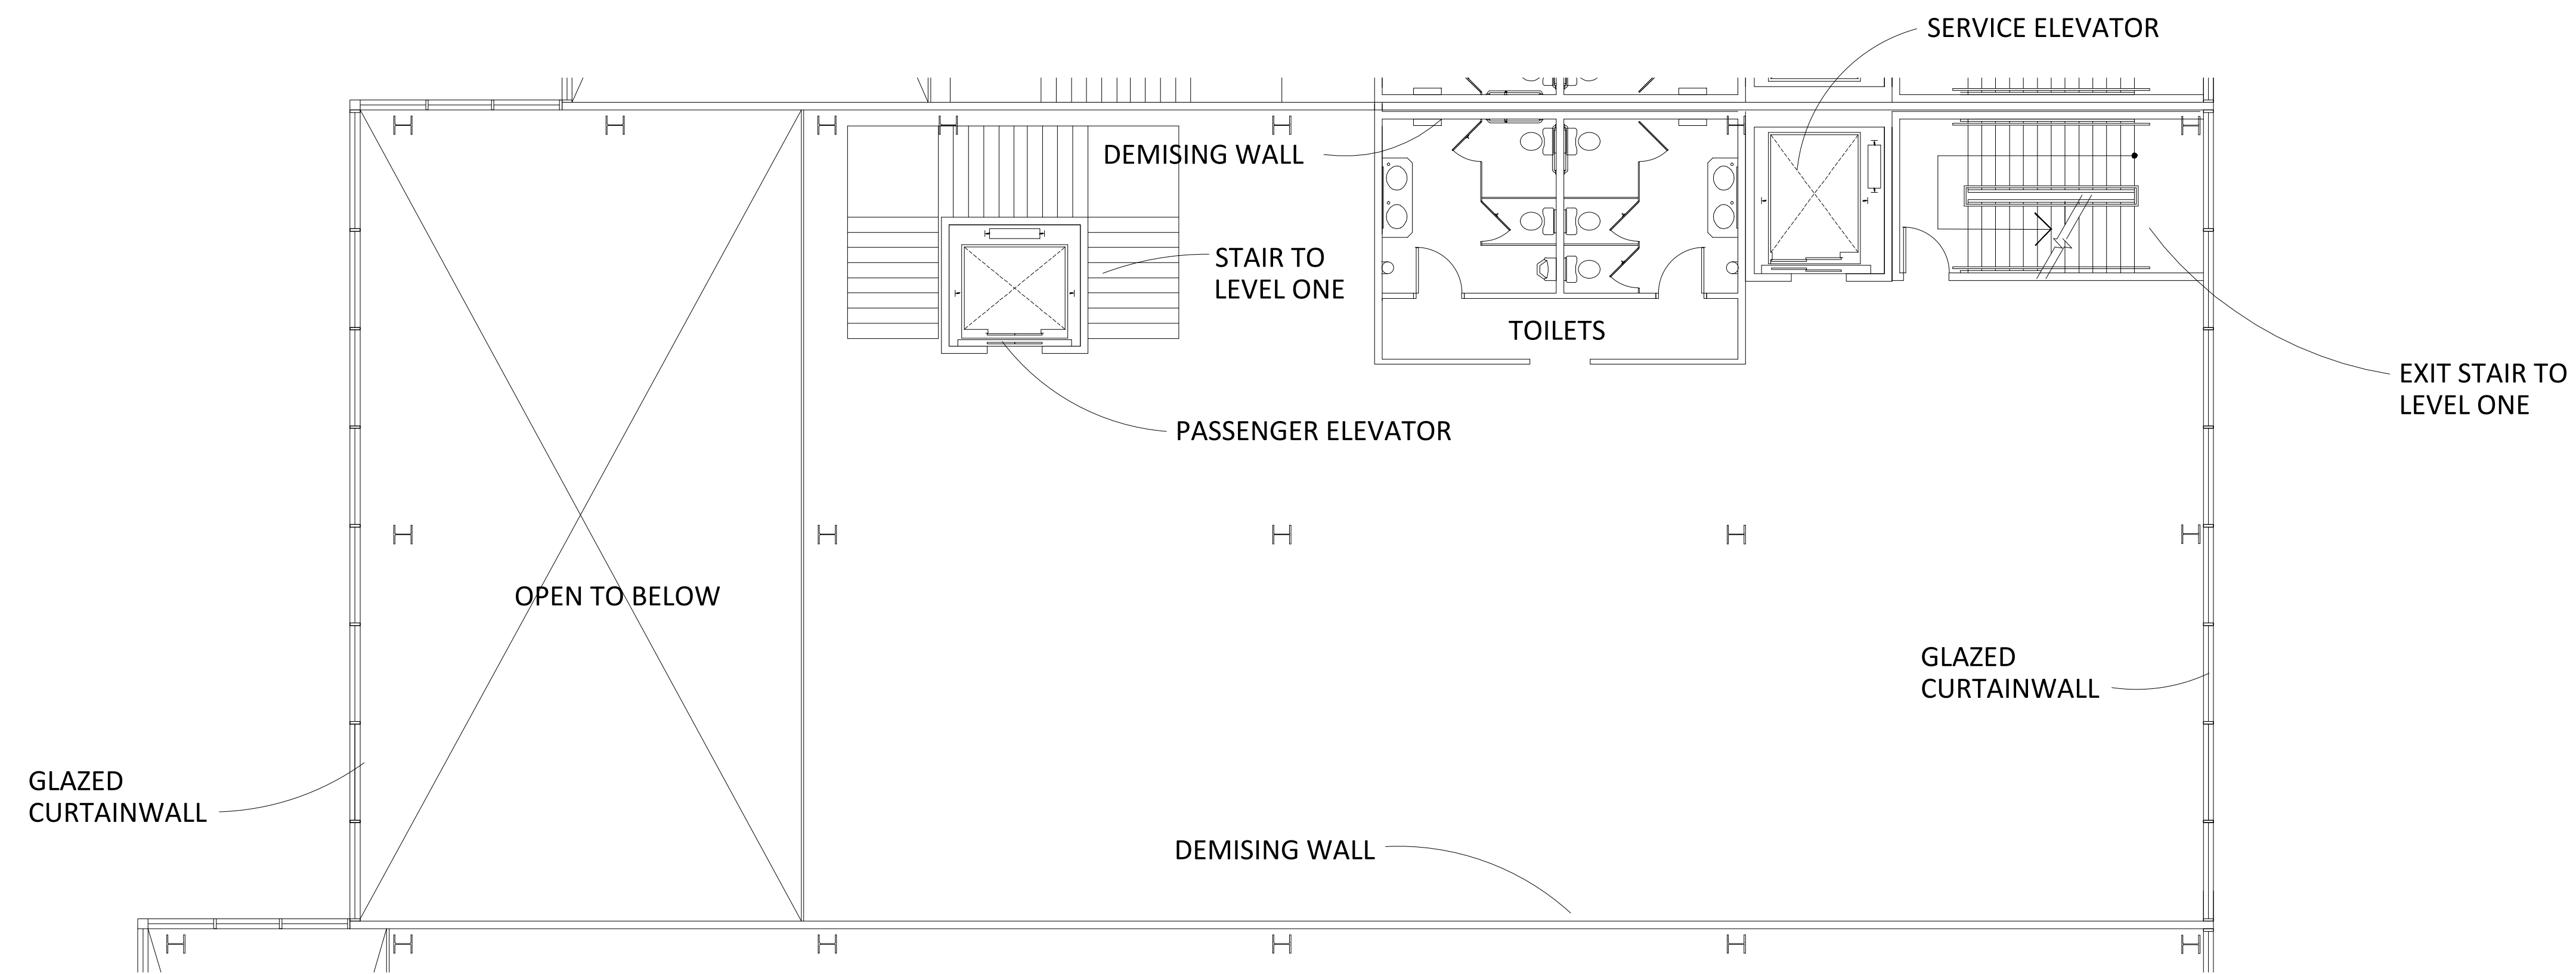 SERVICE ELEVATOR
DEMISING WALL
STAIR TO
LEVEL ONE
TOILETS
EXIT STAIR TO
LEVEL ONE
PASSENGER ELEVATOR
OPEN TO BELOW
GLAZED
CURTAINWALL
GLAZED
CURTAINWALL
DEMISING WALL